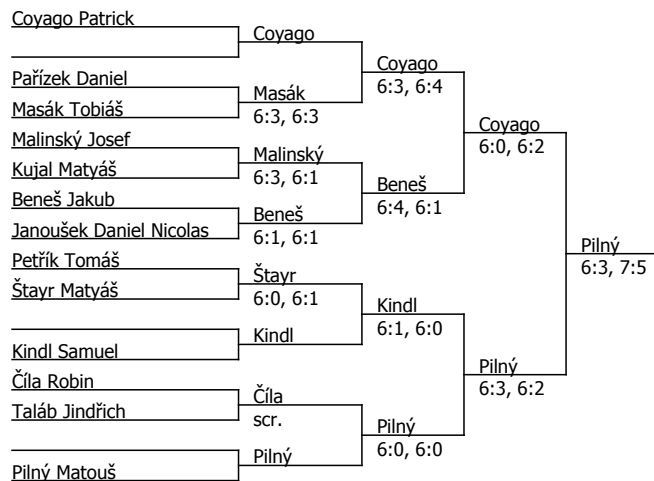 Coyago Patrick
Coyago
Coyago
6:3, 6:4
Pařízek Daniel
Masák
6:3, 6:3
Masák Tobiáš
Coyago
6:0, 6:2
Malinský Josef
Malinský
6:3, 6:1
Kujal Matyáš
Beneš
6:4, 6:1
Beneš Jakub
Beneš
6:1, 6:1
Janoušek Daniel Nicolas
Pilný
6:3, 7:5
Petřík Tomáš
Štayr
6:0, 6:1
Štayr Matyáš
Kindl
6:1, 6:0
Kindl
Kindl Samuel
Pilný
6:3, 6:2
Číla Robin
Číla
scr.
Taláb Jindřich
Pilný
6:0, 6:0
Pilný
Pilný Matouš